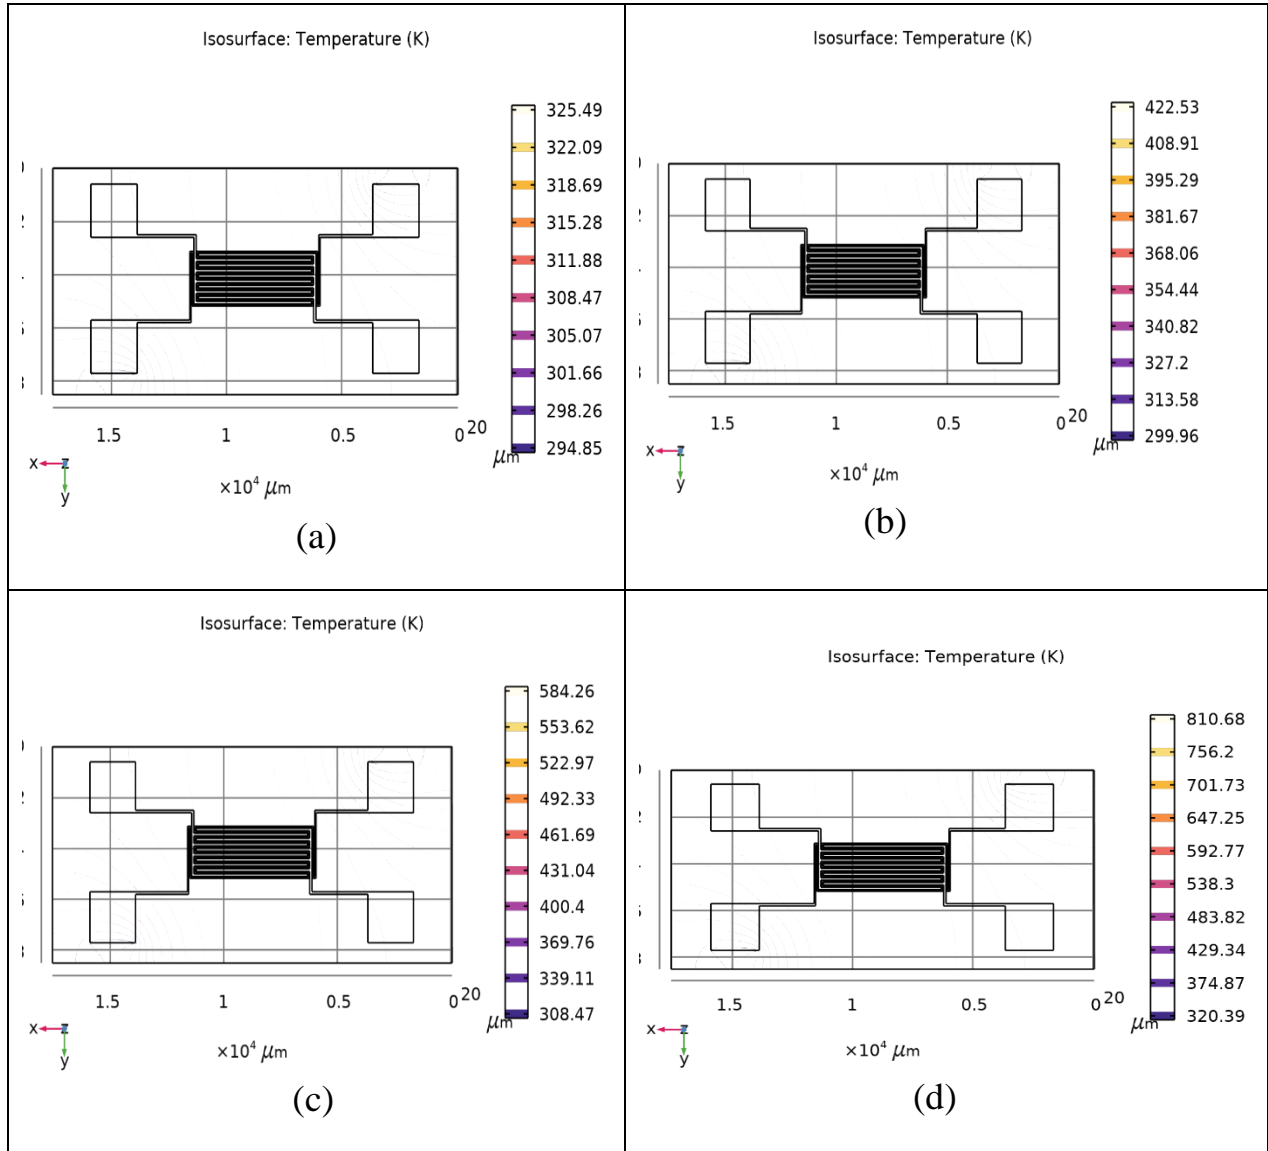 Isosurface: Temperature (K)
325.49
322.09
318.69
315.28
311.88
308.47
305.07
301.66
298.26
294.85
1.5 1 0.5 0 20
µm
x z
y
×10⁴ µm
(a)
Isosurface: Temperature (K)
422.53
408.91
395.29
381.67
368.06
354.44
340.82
327.2
313.58
299.96
1.5 1 0.5 0 20
µm
x z
y
×10⁴ µm
(b)
Isosurface: Temperature (K)
584.26
553.62
522.97
492.33
461.69
431.04
400.4
369.76
339.11
308.47
1.5 1 0.5 0 20
µm
x z
y
×10⁴ µm
(c)
Isosurface: Temperature (K)
810.68
756.2
701.73
647.25
592.77
538.3
483.82
429.34
374.87
320.39
1.5 1 0.5 0 20
µm
x z
y
×10⁴ µm
(d)